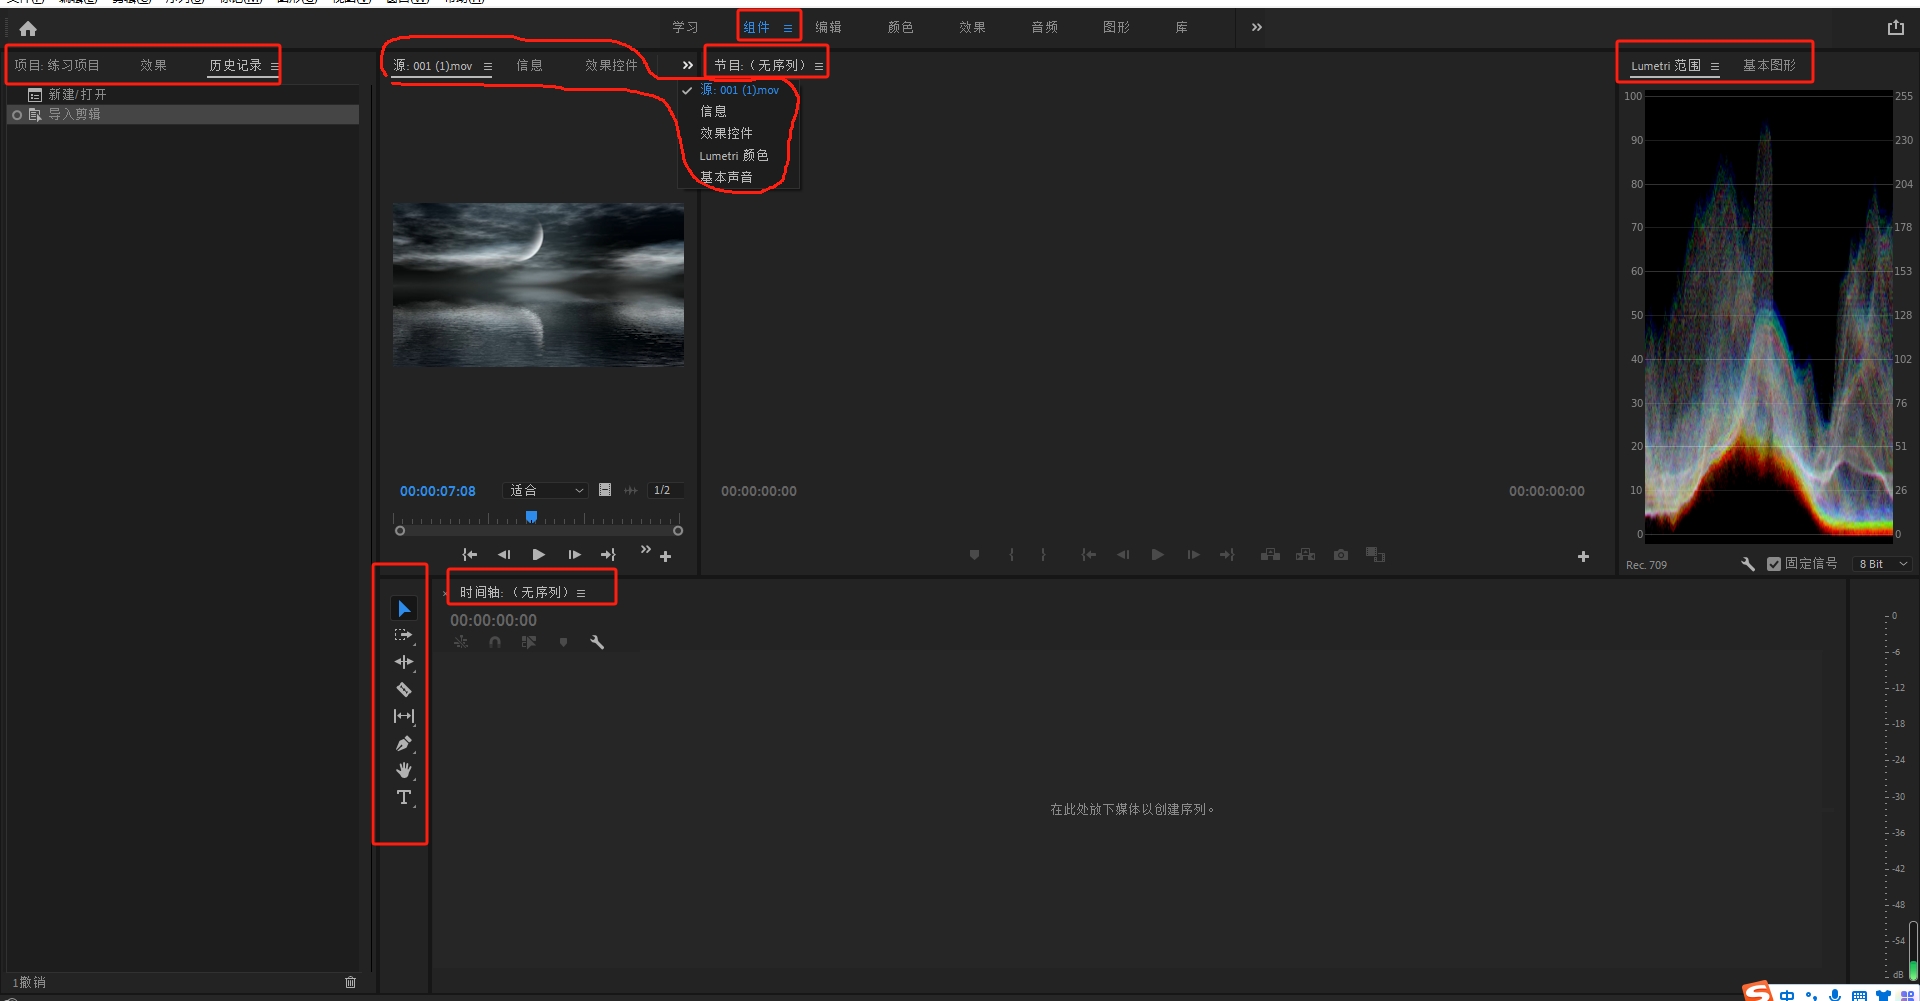 学习 组件 编辑 颜色 效果 音频 图形 库
项目: 练习项目 效果 历史记录
源: 001 (1).mov 信息 效果控件
节目:（无序列）
Lumetri 范围 基本图形
新建/打开
导入剪辑
源: 001 (1).mov
信息
效果控件
Lumetri 颜色
基本声音
100 255
90 230
80 204
70 178
60 153
50 128
40 102
30 76
20 51
10 26
0 0
00:00:07:08 适合 1/2
00:00:00:00 00:00:00:00
Rec. 709 固定信号 8 Bit
时间轴:（无序列）
00:00:00:00
在此处放下媒体以创建序列。
0
-6
-12
-18
-24
-30
-36
-42
-48
-54
dB
1撤销
中